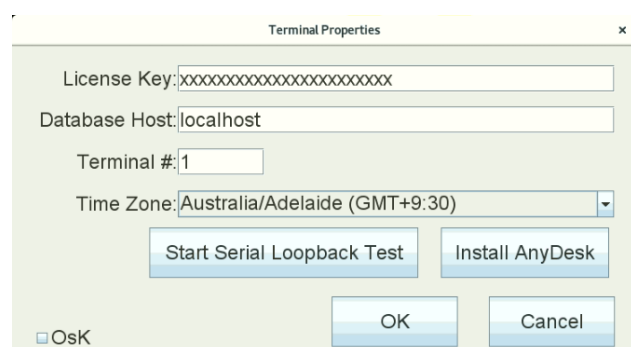 Terminal Properties x
License Key: xxxxxxxxxxxxxxxxxxxxxxx
Database Host: localhost
Terminal #: 1
Time Zone: Australia/Adelaide (GMT+9:30)
Start Serial Loopback Test Install AnyDesk
OK Cancel
OsK